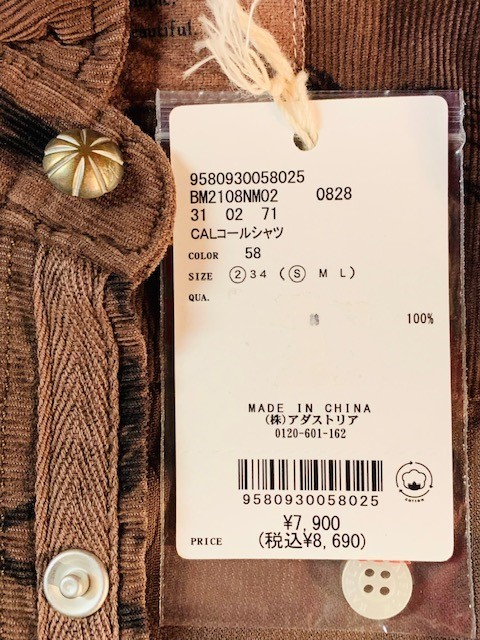 beautiful.
9580930058025
BM2108NM02 0828
31 02 71
CALコールシャツ
COLOR 58
SIZE ②34 (Ⓢ M L)
QUA.
100%
MADE IN CHINA
(株)アダストリア
0120-601-162
9580930058025
¥7,900
PRICE (税込¥8,690)